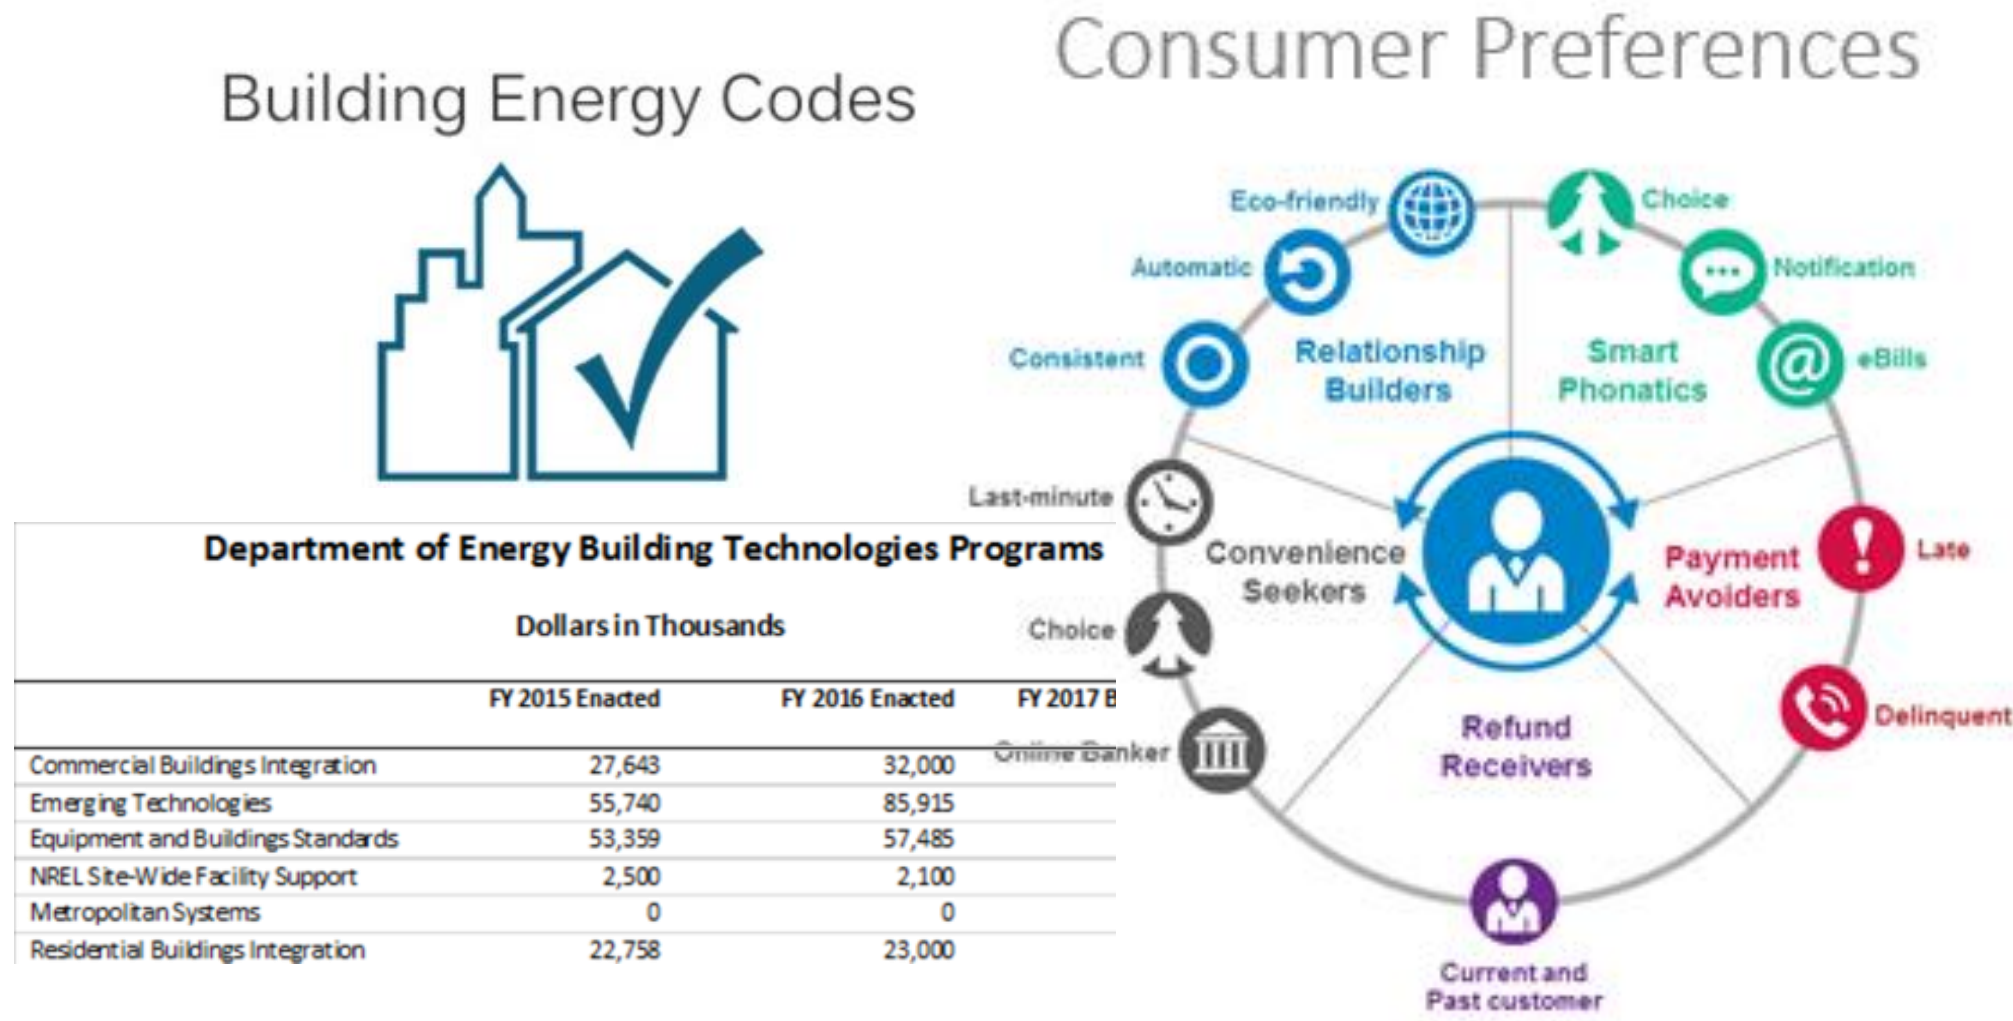 Building Energy Codes
Consumer Preferences
Eco-friendly
Automatic
Consistent
Relationship
Builders
Choice
Notification
eBills
Smart
Phonatics
Last-minute
Choice
Online Banker
Convenience
Seekers
Payment
Avoiders
Late
Delinquent
Refund
Receivers
Current and
Past customer
@
Department of Energy Building Technologies Programs
Dollars in Thousands
FY 2015 Enacted FY 2016 Enacted FY 2017 B
Commercial Buildings Integration 27,643 32,000
Emerging Technologies 55,740 85,915
Equipment and Buildings Standards 53,359 57,485
NREL Site-Wide Facility Support 2,500 2,100
Metropolitan Systems 0 0
Residential Buildings Integration 22,758 23,000